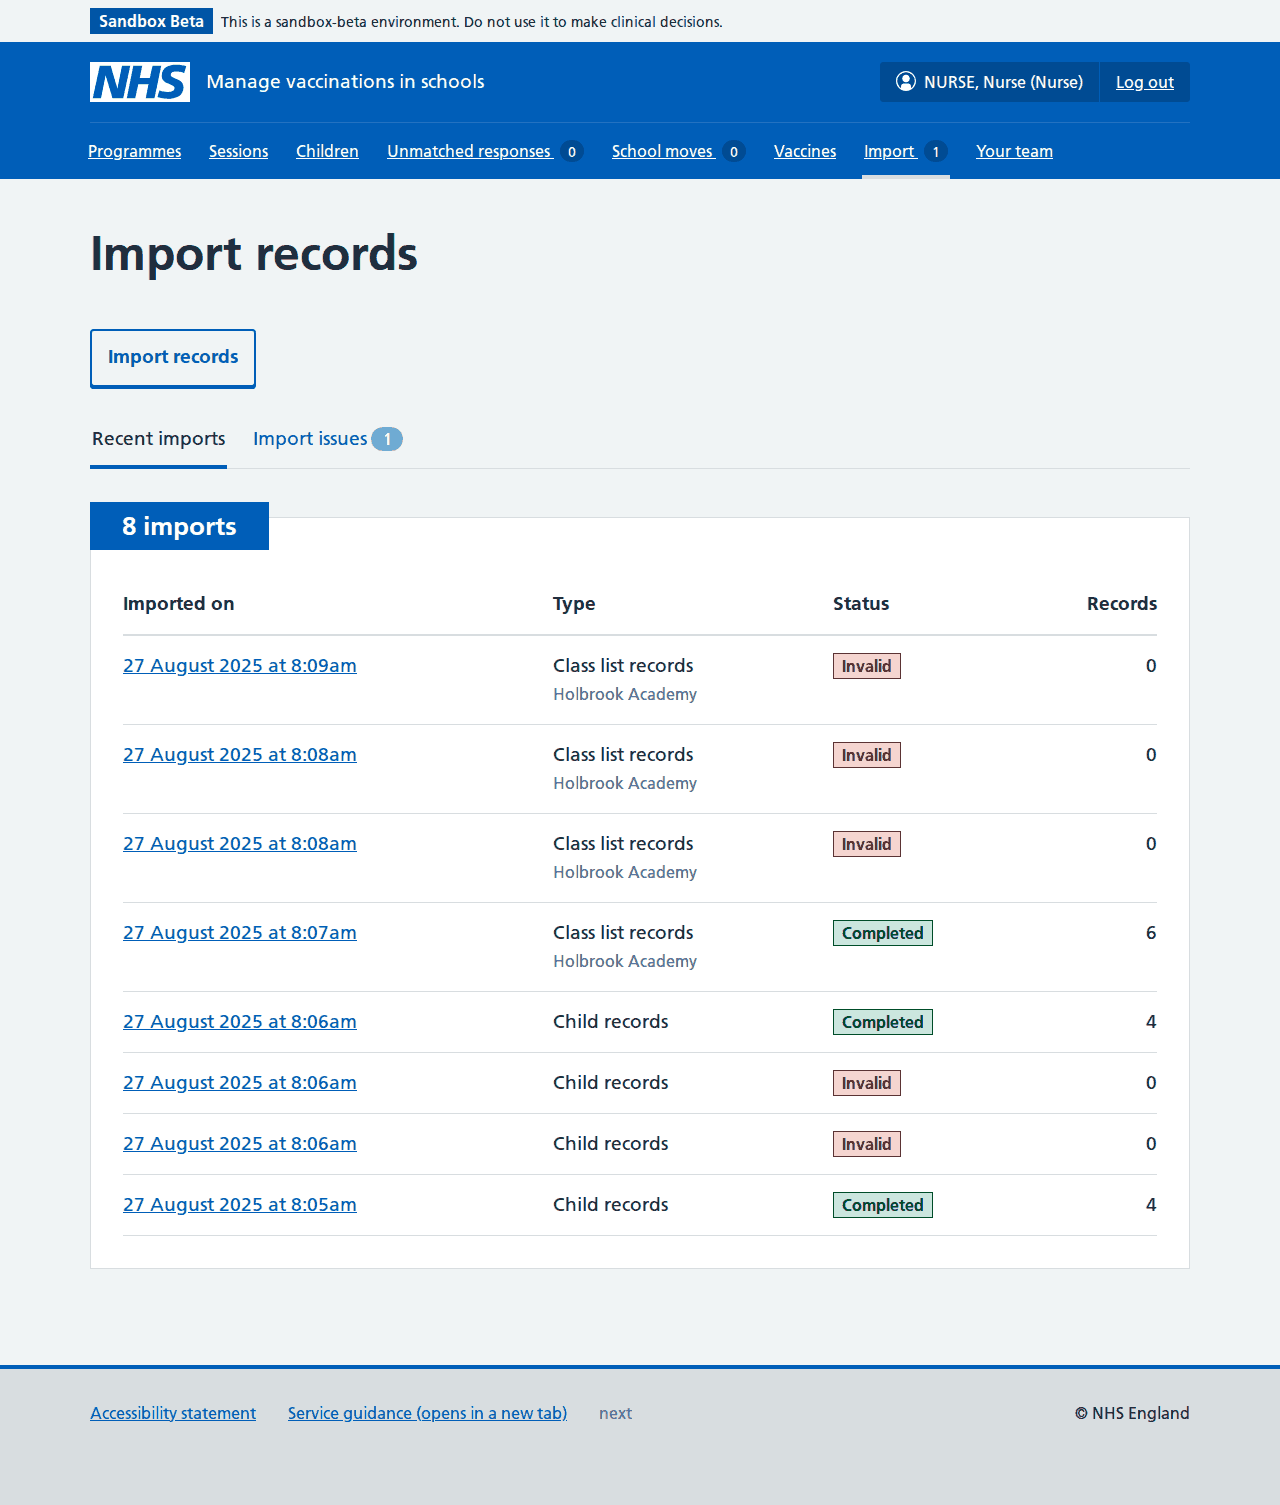 Sandbox Beta This is a sandbox-beta environment. Do not use it to make clinical decisions.
NHS Manage vaccinations in schools NURSE, Nurse (Nurse) Log out
Programmes Sessions Children Unmatched responses 0 School moves 0 Vaccines Import 1 Your team
Import records
Import records
Recent imports Import issues 1
8 imports
Imported on Type Status Records
27 August 2025 at 8:09am Class list records Invalid 0
Holbrook Academy
27 August 2025 at 8:08am Class list records Invalid 0
Holbrook Academy
27 August 2025 at 8:08am Class list records Invalid 0
Holbrook Academy
27 August 2025 at 8:07am Class list records Completed 6
Holbrook Academy
27 August 2025 at 8:06am Child records Completed 4
27 August 2025 at 8:06am Child records Invalid 0
27 August 2025 at 8:06am Child records Invalid 0
27 August 2025 at 8:05am Child records Completed 4
Accessibility statement Service guidance (opens in a new tab) next © NHS England